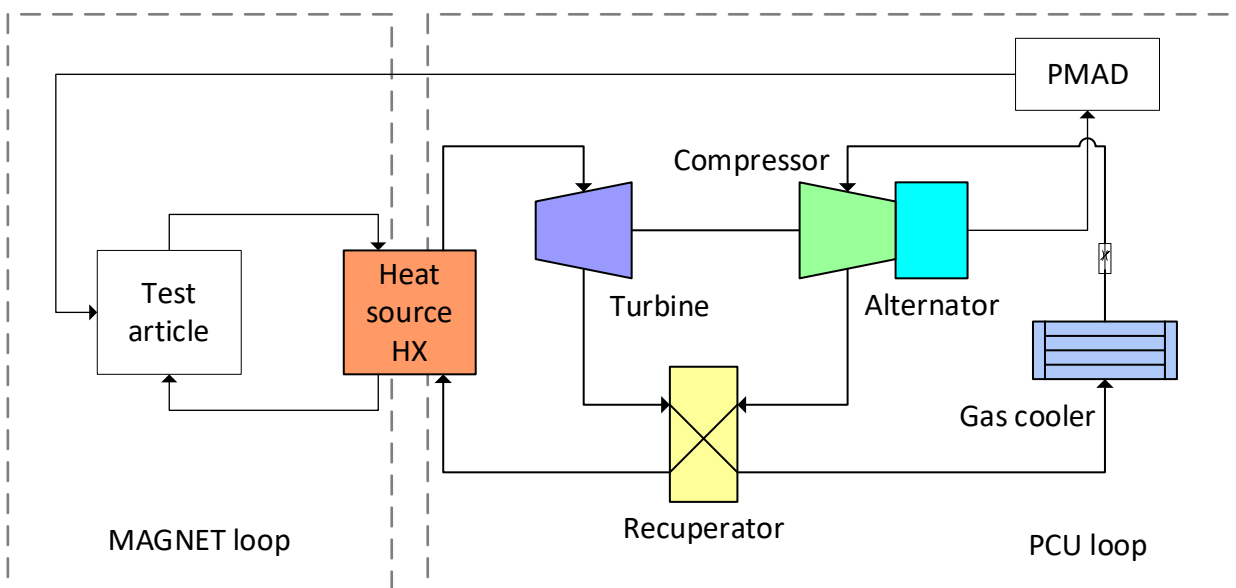 PMAD
Compressor
Test
article
Heat
source
HX
Turbine
Alternator
Gas cooler
Recuperator
MAGNET loop
PCU loop